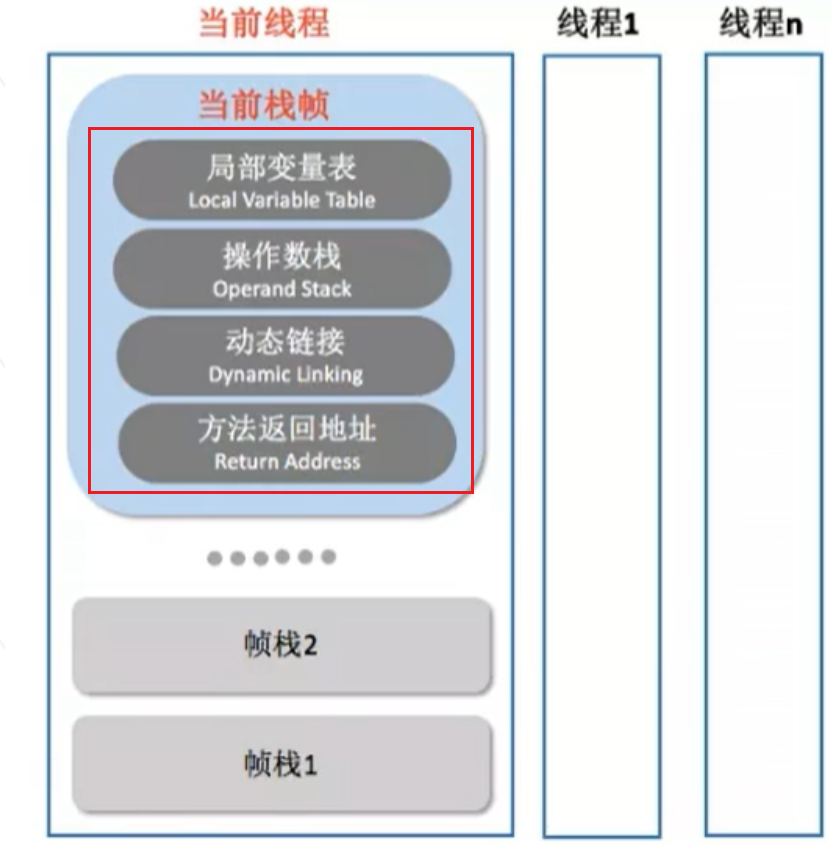 当前线程
线程1
线程n
当前栈帧
局部变量表
Local Variable Table
操作数栈
Operand Stack
动态链接
Dynamic Linking
方法返回地址
Return Address
帧栈2
帧栈1